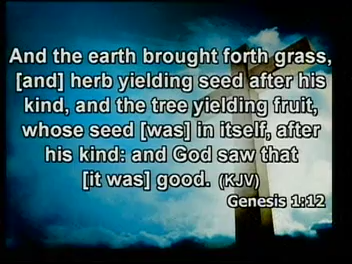 And the earth brought forth grass,
[and] herb yielding seed after his
kind, and the tree yielding fruit,
whose seed [was] in itself, after
his kind: and God saw that
[it was] good. (KJV)
Genesis 1:12